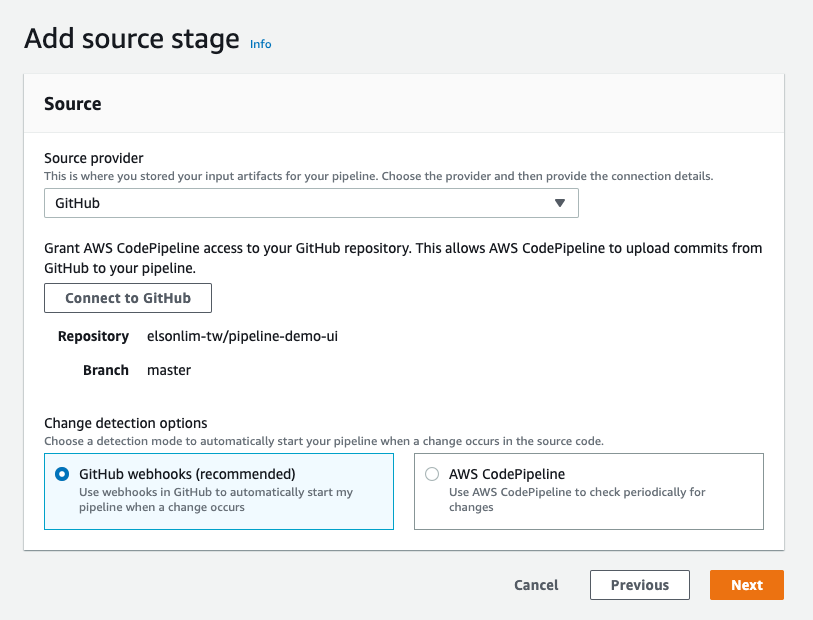 Add source stage Info
Source
Source provider
This is where you stored your input artifacts for your pipeline. Choose the provider and then provide the connection details.
GitHub
Grant AWS CodePipeline access to your GitHub repository. This allows AWS CodePipeline to upload commits from
GitHub to your pipeline.
Connect to GitHub
Repository elsonlim-tw/pipeline-demo-ui
Branch master
Change detection options
Choose a detection mode to automatically start your pipeline when a change occurs in the source code.
GitHub webhooks (recommended)
Use webhooks in GitHub to automatically start my
pipeline when a change occurs
AWS CodePipeline
Use AWS CodePipeline to check periodically for
changes
Cancel Previous Next